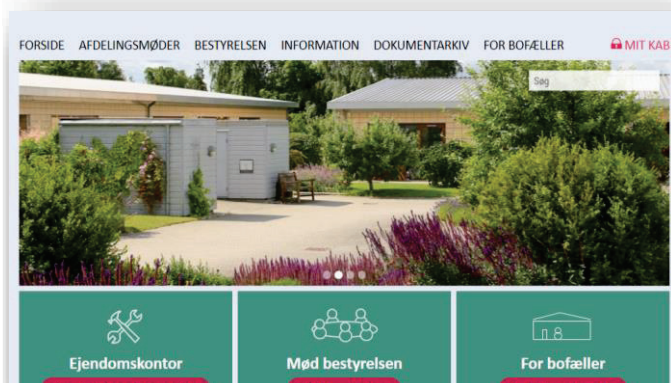 FORSIDE AFDELINGSMØDER BESTYRELSEN INFORMATION DOKUMENTARKIV FOR BOFÆLLER MIT KAB
Søg
Ejendomskontor Mød bestyrelsen For bofæller